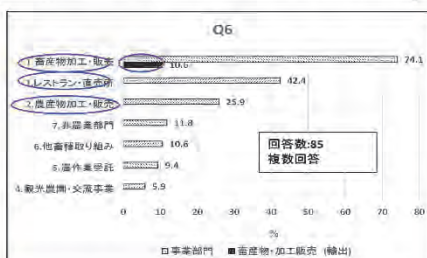 Q6
1.畜産物加工・販売
74.1
10.6
3.レストラン・直売所
42.4
2.農産物加工・販売
25.9
7.非農業部門
11.8
6.他畜種取り組み
10.6
5.農作業受託
9.4
4.観光農園・交流事業
5.9
回答数:85
複数回答
0 10 20 30 40 50 60 70 80
%
事業部門 畜産物・加工販売 (輸出)